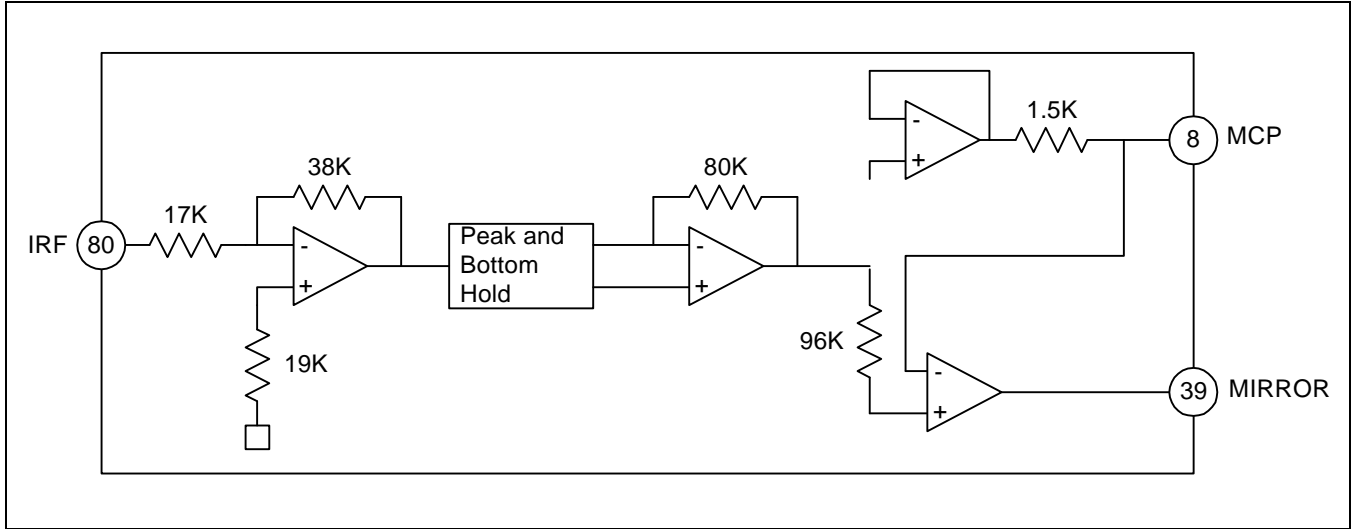 1.5K
-
+
8
MCP
38K
80K
17K
IRF
80
-
+
Peak and
Bottom
Hold
-
+
19K
96K
-
+
39
MIRROR